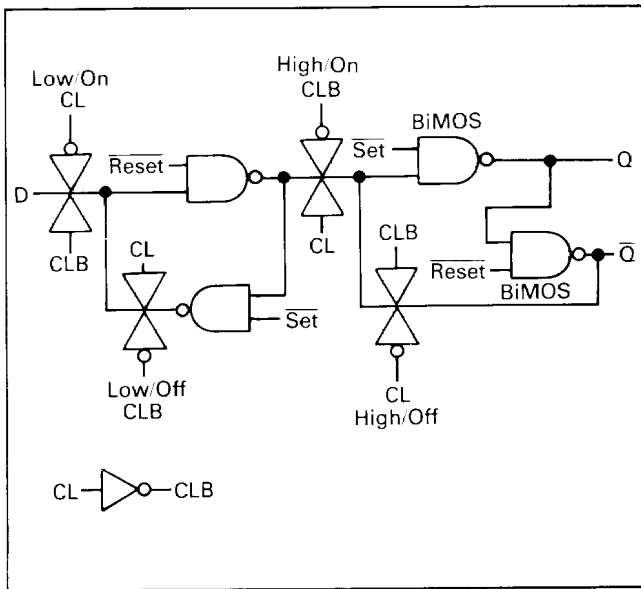 Low/On
CL
High/On
CLB
BiMOS
Reset
Set
Q
D
CLB
CL
CL
CLB
Q
Reset
BiMOS
Set
Low/Off
CLB
CL
High/Off
CL
CLB